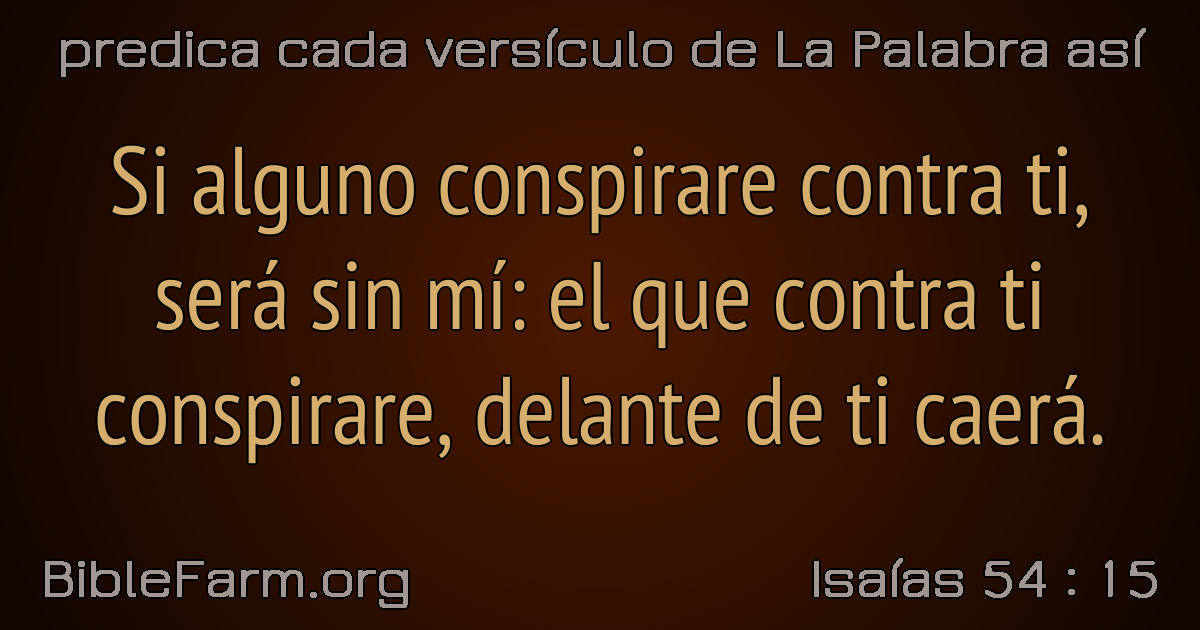 predica cada versículo de La Palabra así
Si alguno conspirare contra ti,
será sin mí: el que contra ti
conspirare, delante de ti caerá.
BibleFarm.org
Isaías 54 : 15